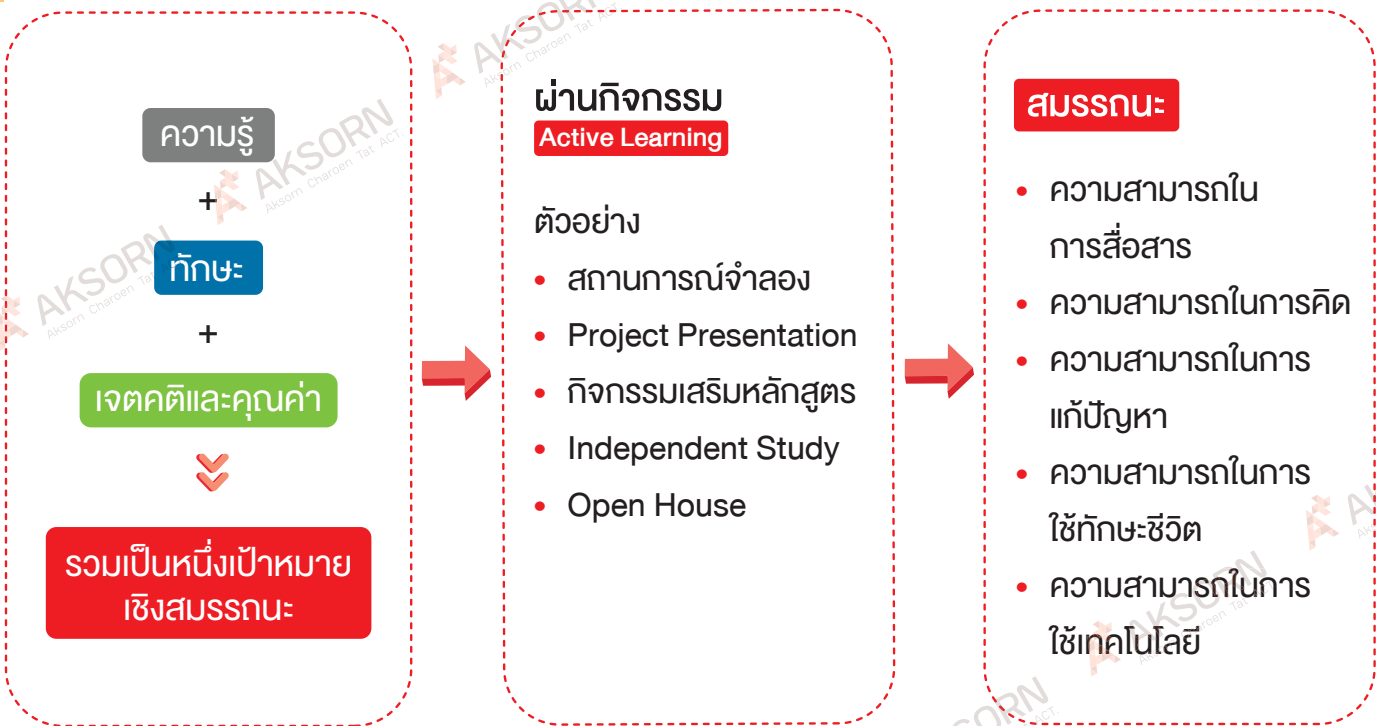 ความรู้
+
ทักษะ
+
เจตคติและคุณค่า
รวมเป็นหนึ่งเป้าหมาย
เชิงสมรรถนะ
ผ่านกิจกรรม
Active Learning
ตัวอย่าง
• สถานการณ์จำลอง
• Project Presentation
• กิจกรรมเสริมหลักสูตร
• Independent Study
• Open House
สมรรถนะ
• ความสามารถใน
การสื่อสาร
• ความสามารถในการคิด
• ความสามารถในการ
แก้ปัญหา
• ความสามารถในการ
ใช้ทักษะชีวิต
• ความสามารถในการ
ใช้เทคโนโลยี
AKSORN
Aksorn Charoen Tat ACT.
AKSORN
Aksorn Charoen Tat ACT.
AKSORN
Aksorn Charoen Tat ACT.
AKSORN